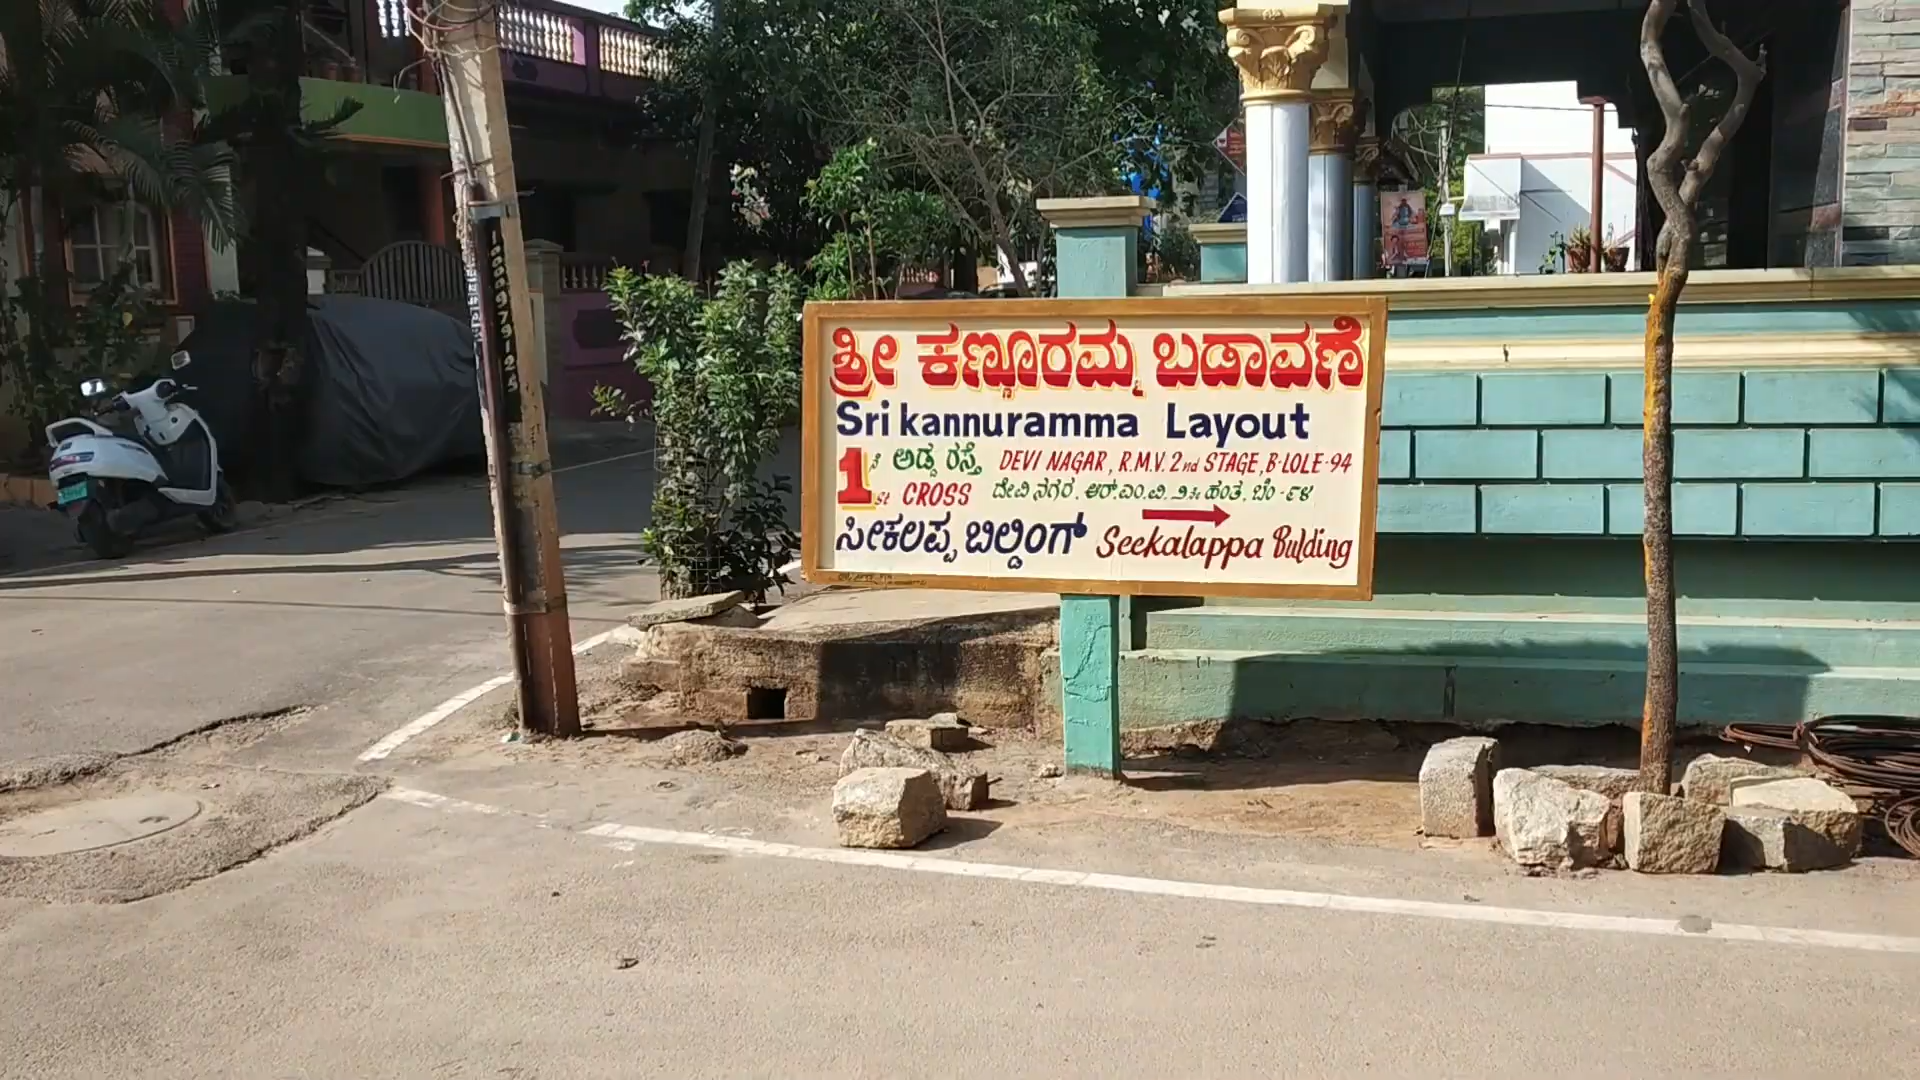 ಶ್ರೀ ಕಣ್ಣೂರಮ್ಮ ಬಡಾವಣೆ
Sri kannuramma Layout
1ನೆ ಅಡ್ಡ ರಸ್ತೆ DEVI NAGAR, R.M.V. 2nd STAGE, B-LOLE-94
1st CROSS ದೇವಿ ನಗರ, ಆರ್.ಎಂ.ವಿ. ೨ನೇ ಹಂತ, ಬೆಂ-೯೪
ಸೀಕಲಪ್ಪ ಬಿಲ್ಡಿಂಗ್ Seekalappa Bulding